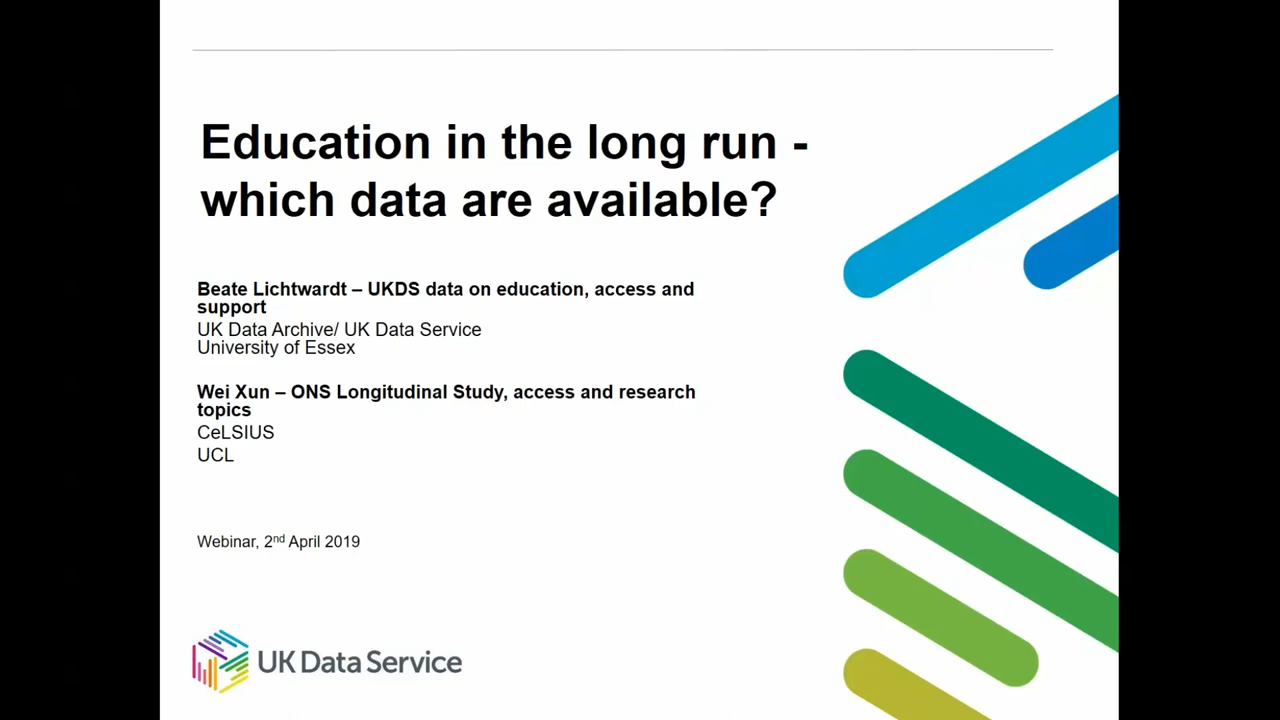 Education in the long run -
which data are available?
Beate Lichtwardt – UKDS data on education, access and
support
UK Data Archive/ UK Data Service
University of Essex
Wei Xun – ONS Longitudinal Study, access and research
topics
CeLSIUS
UCL
Webinar, 2nd April 2019
UK Data Service